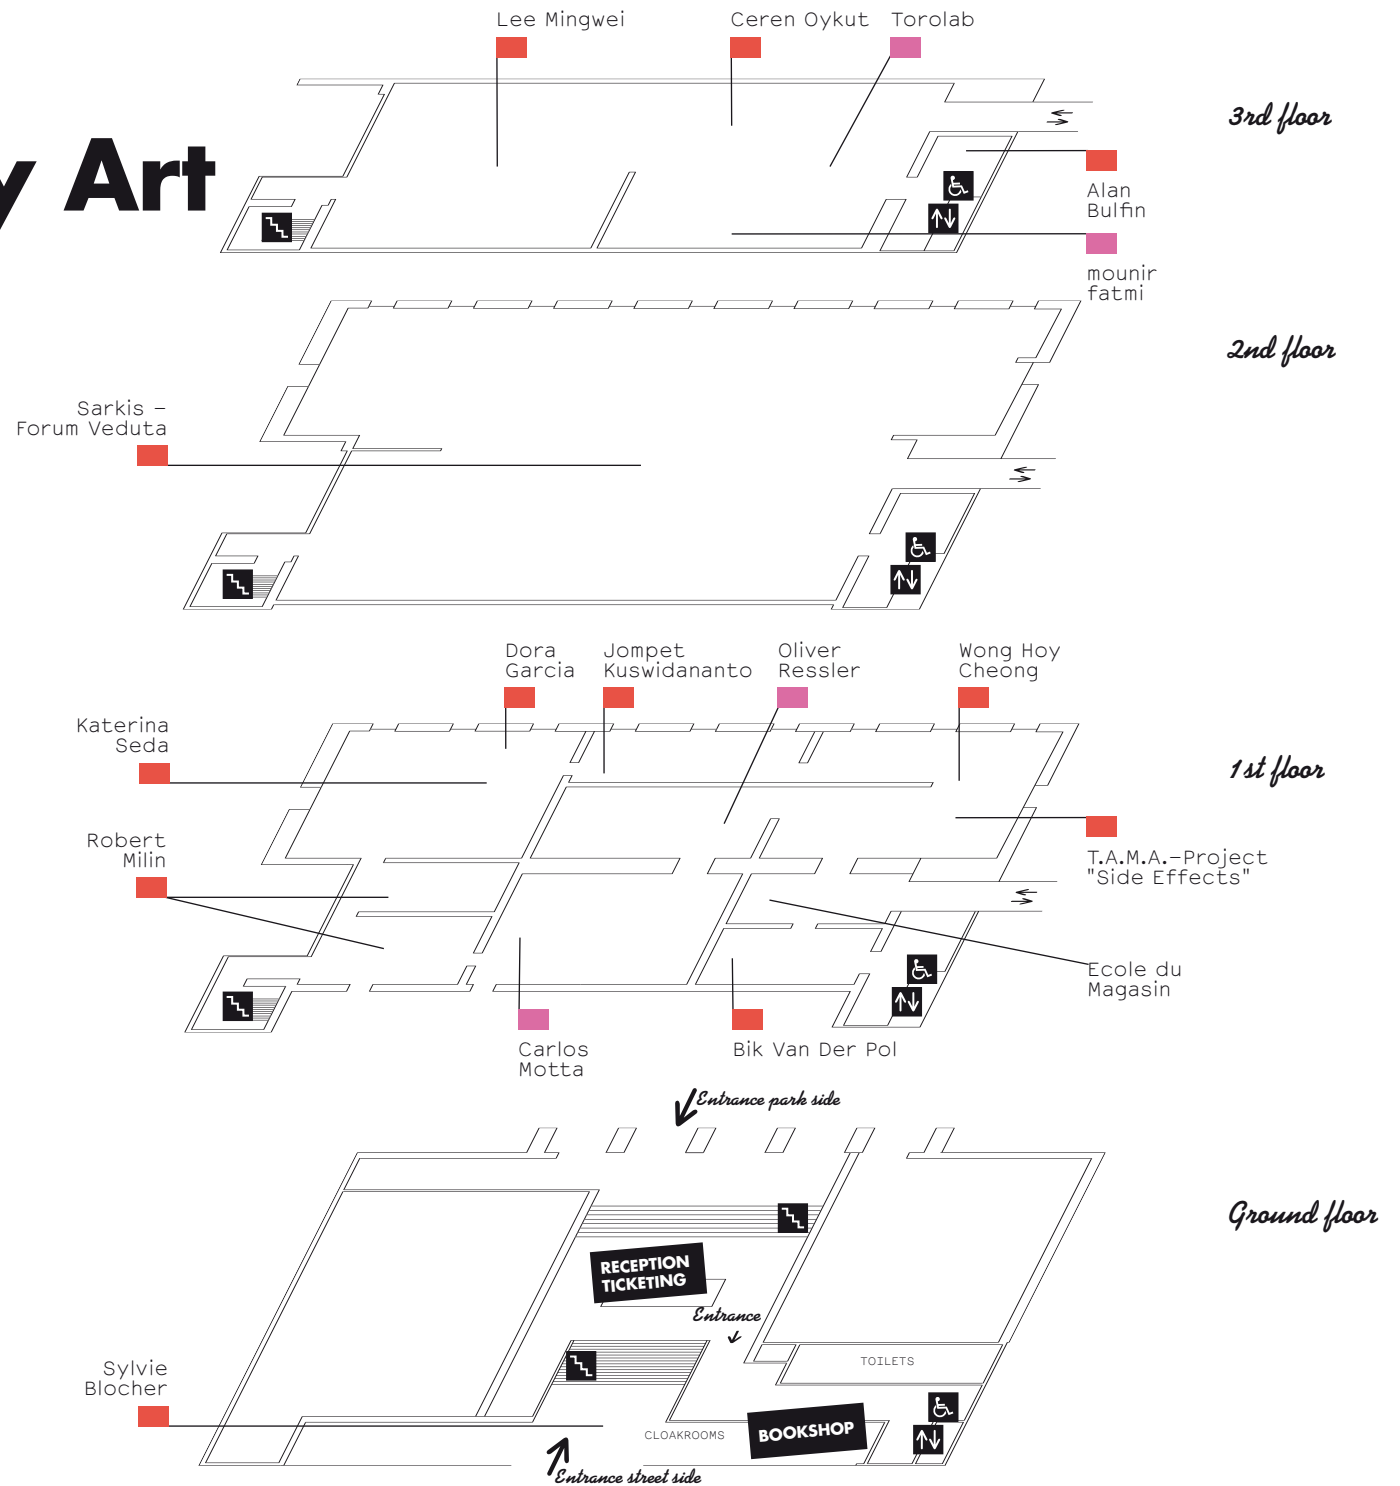 Lee Mingwei
Ceren Oykut
Torolab
3rd floor
y Art
Alan
Bulfin
mounir
fatmi
2nd floor
Sarkis –
Forum Veduta
Dora
Garcia
Jompet
Kuswidananto
Oliver
Ressler
Wong Hoy
Cheong
Katerina
Seda
1st floor
Robert
Milin
T.A.M.A.–Project
"Side Effects"
Ecole du
Magasin
Carlos
Motta
Bik Van Der Pol
Entrance park side
Ground floor
RECEPTION
TICKETING
Entrance
TOILETS
Sylvie
Blocher
CLOAKROOMS
BOOKSHOP
Entrance street side